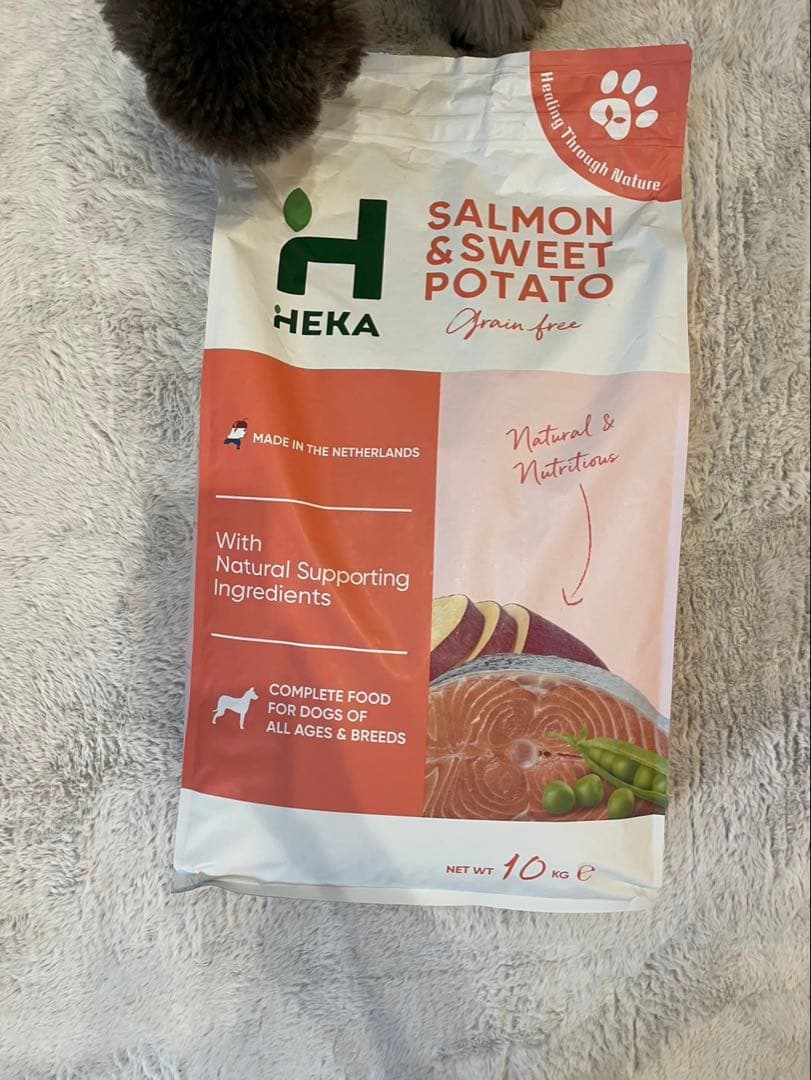 Healing Through Nature
HEKA
SALMON
& SWEET
POTATO
Grain free
MADE IN THE NETHERLANDS
Natural &
Nutritious
With
Natural Supporting
Ingredients
COMPLETE FOOD
FOR DOGS OF
ALL AGES & BREEDS
NET WT 10 KG e